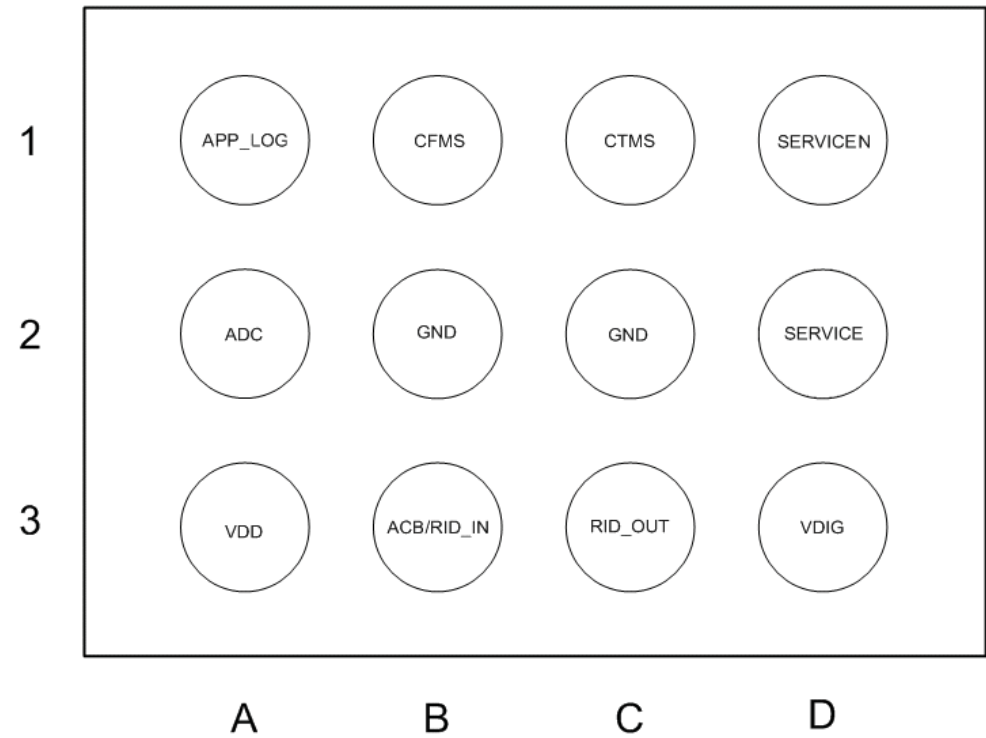 1 APP_LOG CFMS CTMS SERVICEN
2 ADC GND GND SERVICE
3 VDD ACB/RID_IN RID_OUT VDIG
A B C D